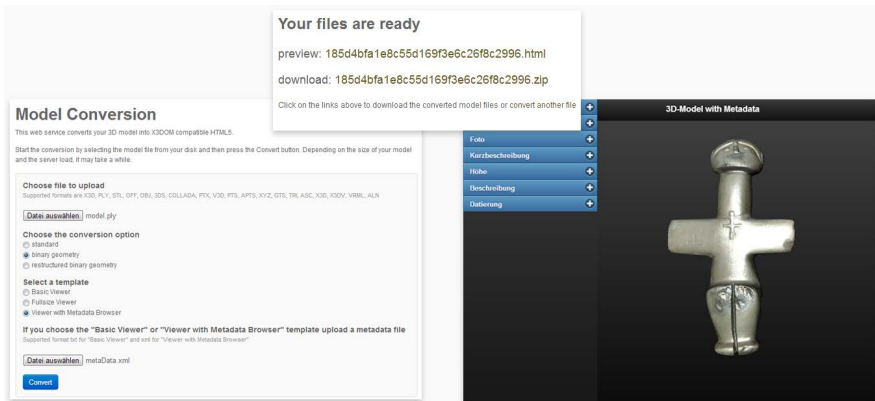 Your files are ready
preview: 185d4bfa1e8c55d169f3e6c26f8c2996.html
download: 185d4bfa1e8c55d169f3e6c26f8c2996.zip
Click on the links above to download the converted model files or convert another file
Model Conversion
This web service converts your 3D model into X3DOM compatible HTML5.
Start the conversion by selecting the model file from your disk and then press the Convert button. Depending on the size of your model
and the server load, it may take a while.
Choose file to upload
Supported formats are X3D, PLY, STL, OFF, OBJ, 3DS, COLLADA, PTX, V3D, PTS, APTS, XYZ, GTS, TRI, ASC, X3D, X3DV, VRML, ALN
Datei auswählen model.ply
Choose the conversion option
standard
binary geometry
restructured binary geometry
Select a template
Basic Viewer
Fullsize Viewer
Viewer with Metadata Browser
If you choose the "Basic Viewer" or "Viewer with Metadata Browser" template upload a metadata file
Supported format txt for "Basic Viewer" and xml for "Viewer with Metadata Browser"
Datei auswählen metaData.xml
Convert
3D-Model with Metadata
Foto
Kurzbeschreibung
Höhe
Beschreibung
Datierung